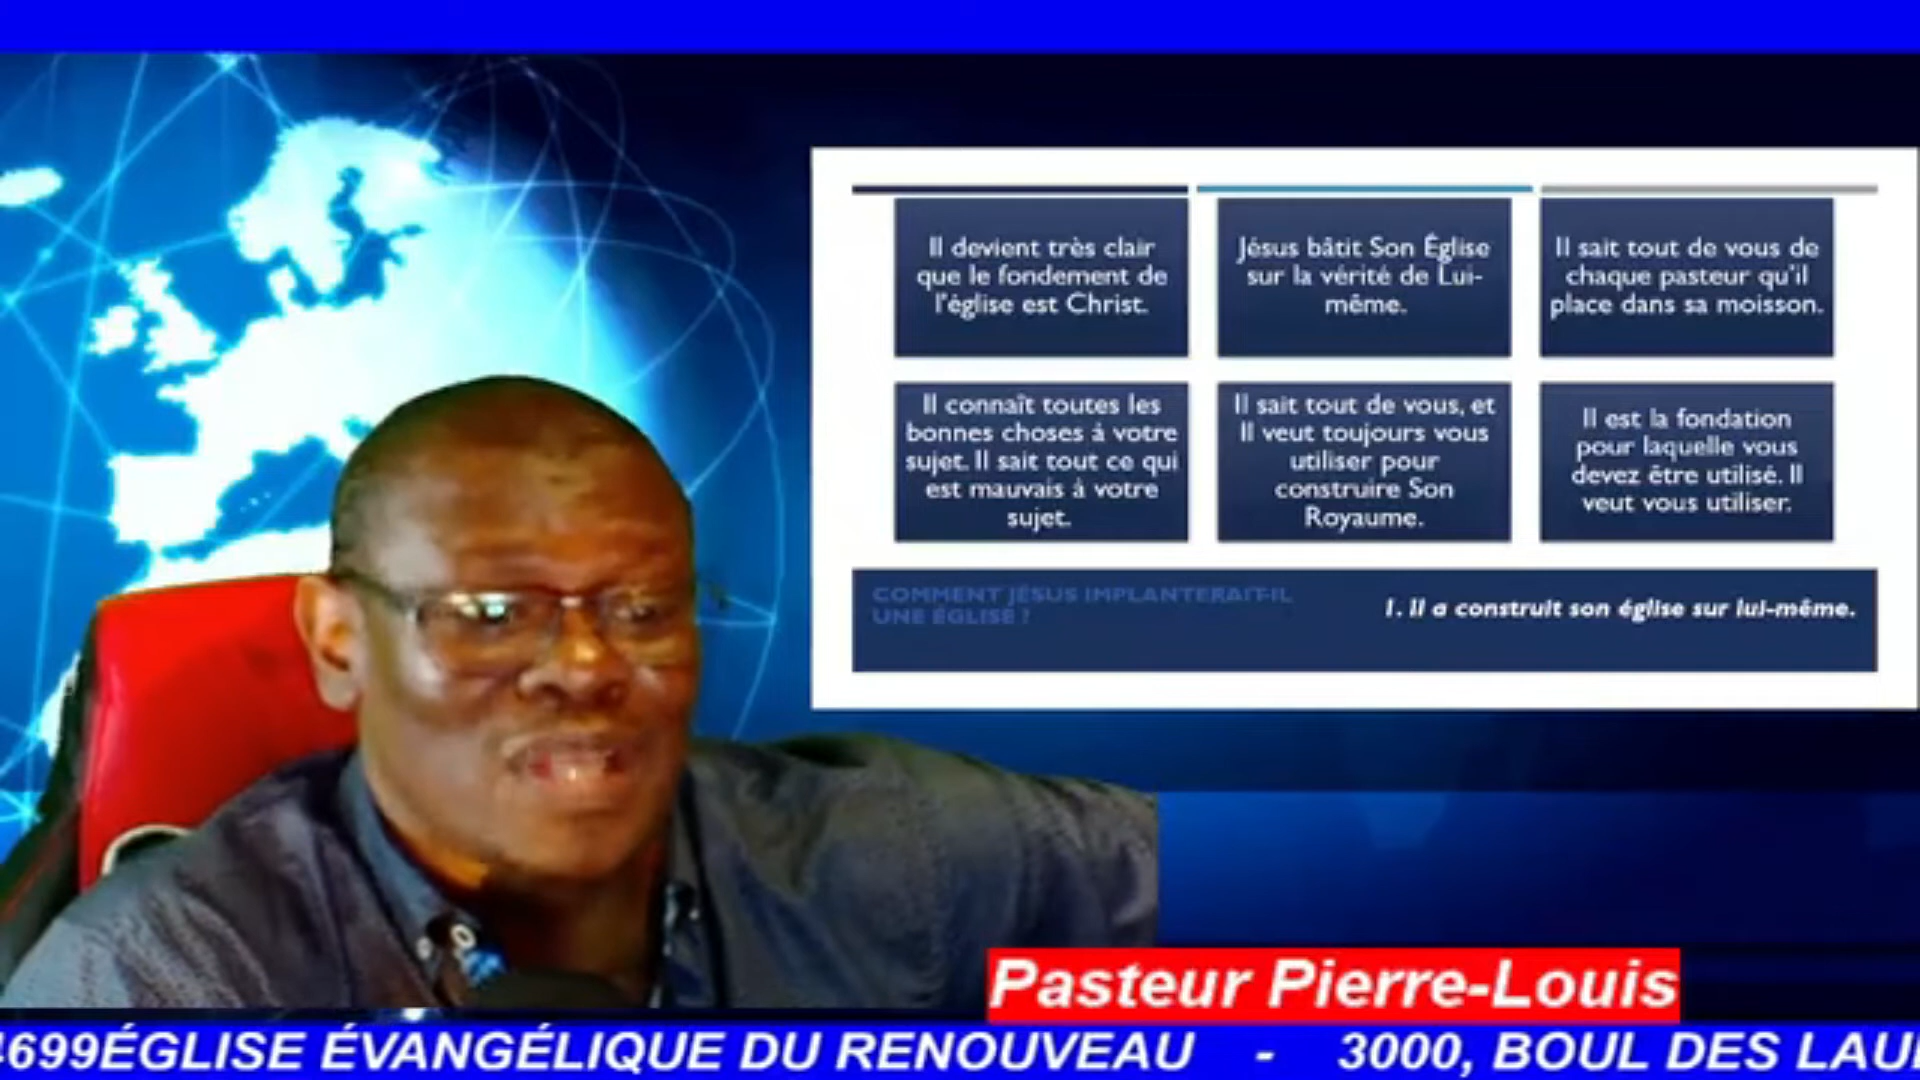 Il devient très clair
que le fondement de
l'église est Christ.
Jésus bâtit Son Église
sur la vérité de Lui-
même.
Il sait tout de vous de
chaque pasteur qu'il
place dans sa moisson.
Il connaît toutes les
bonnes choses à votre
sujet. Il sait tout ce qui
est mauvais à votre
sujet.
Il sait tout de vous, et
Il veut toujours vous
utiliser pour
construire Son
Royaume.
Il est la fondation
pour laquelle vous
devez être utilisé. Il
veut vous utiliser.
COMMENT JÉSUS IMPLANTERAIT-IL
UNE ÉGLISE ?
1. Il a construit son église sur lui-même.
Pasteur Pierre-Louis
4699ÉGLISE ÉVANGÉLIQUE DU RENOUVEAU - 3000, BOUL DES LAU